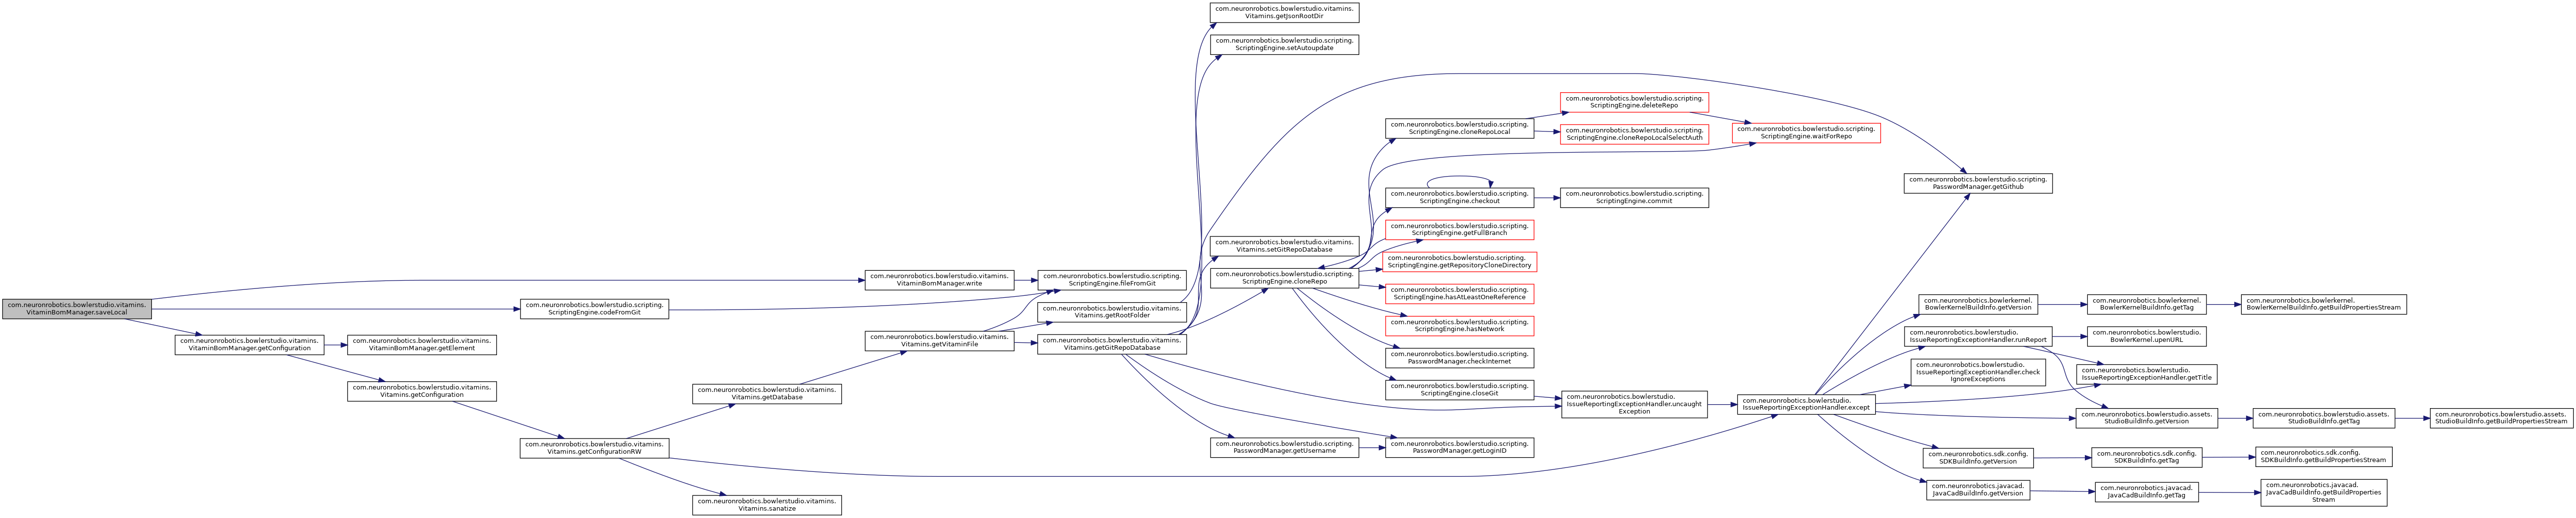 com.neuronrobotics.bowlerstudio.vitamins.
VitaminBomManager.saveLocal
com.neuronrobotics.bowlerstudio.vitamins.
VitaminBomManager.getConfiguration
com.neuronrobotics.bowlerstudio.vitamins.
VitaminBomManager.getElement
com.neuronrobotics.bowlerstudio.vitamins.
Vitamins.getConfiguration
com.neuronrobotics.bowlerstudio.scripting.
ScriptingEngine.codeFromGit
com.neuronrobotics.bowlerstudio.vitamins.
Vitamins.getConfigurationRW
com.neuronrobotics.bowlerstudio.vitamins.
Vitamins.getDatabase
com.neuronrobotics.bowlerstudio.vitamins.
Vitamins.sanatize
com.neuronrobotics.bowlerstudio.vitamins.
VitaminBomManager.write
com.neuronrobotics.bowlerstudio.vitamins.
Vitamins.getVitaminFile
com.neuronrobotics.bowlerstudio.scripting.
ScriptingEngine.fileFromGit
com.neuronrobotics.bowlerstudio.vitamins.
Vitamins.getRootFolder
com.neuronrobotics.bowlerstudio.vitamins.
Vitamins.getGitRepoDatabase
com.neuronrobotics.bowlerstudio.vitamins.
Vitamins.getJsonRootDir
com.neuronrobotics.bowlerstudio.scripting.
ScriptingEngine.setAutoupdate
com.neuronrobotics.bowlerstudio.vitamins.
Vitamins.setGitRepoDatabase
com.neuronrobotics.bowlerstudio.scripting.
ScriptingEngine.cloneRepo
com.neuronrobotics.bowlerstudio.scripting.
PasswordManager.getUsername
com.neuronrobotics.bowlerstudio.scripting.
ScriptingEngine.cloneRepoLocal
com.neuronrobotics.bowlerstudio.scripting.
ScriptingEngine.checkout
com.neuronrobotics.bowlerstudio.scripting.
ScriptingEngine.getFullBranch
com.neuronrobotics.bowlerstudio.scripting.
ScriptingEngine.getRepositoryCloneDirectory
com.neuronrobotics.bowlerstudio.scripting.
ScriptingEngine.hasAtLeastOneReference
com.neuronrobotics.bowlerstudio.scripting.
ScriptingEngine.hasNetwork
com.neuronrobotics.bowlerstudio.scripting.
PasswordManager.checkInternet
com.neuronrobotics.bowlerstudio.scripting.
ScriptingEngine.closeGit
com.neuronrobotics.bowlerstudio.scripting.
PasswordManager.getLoginID
com.neuronrobotics.bowlerstudio.scripting.
ScriptingEngine.deleteRepo
com.neuronrobotics.bowlerstudio.scripting.
ScriptingEngine.cloneRepoLocalSelectAuth
com.neuronrobotics.bowlerstudio.scripting.
ScriptingEngine.commit
com.neuronrobotics.bowlerstudio.
IssueReportingExceptionHandler.uncaught
Exception
com.neuronrobotics.bowlerstudio.scripting.
ScriptingEngine.waitForRepo
com.neuronrobotics.bowlerstudio.
IssueReportingExceptionHandler.except
com.neuronrobotics.bowlerstudio.scripting.
PasswordManager.getGithub
com.neuronrobotics.bowlerkernel.
BowlerKernelBuildInfo.getVersion
com.neuronrobotics.bowlerstudio.
IssueReportingExceptionHandler.runReport
com.neuronrobotics.bowlerstudio.
IssueReportingExceptionHandler.check
IgnoreExceptions
com.neuronrobotics.sdk.config.
SDKBuildInfo.getVersion
com.neuronrobotics.javacad.
JavaCadBuildInfo.getVersion
com.neuronrobotics.bowlerkernel.
BowlerKernelBuildInfo.getTag
com.neuronrobotics.bowlerstudio.
BowlerKernel.upenURL
com.neuronrobotics.bowlerstudio.
IssueReportingExceptionHandler.getTitle
com.neuronrobotics.bowlerstudio.assets.
StudioBuildInfo.getVersion
com.neuronrobotics.sdk.config.
SDKBuildInfo.getTag
com.neuronrobotics.javacad.
JavaCadBuildInfo.getTag
com.neuronrobotics.bowlerkernel.
BowlerKernelBuildInfo.getBuildPropertiesStream
com.neuronrobotics.bowlerstudio.assets.
StudioBuildInfo.getTag
com.neuronrobotics.sdk.config.
SDKBuildInfo.getBuildPropertiesStream
com.neuronrobotics.javacad.
JavaCadBuildInfo.getBuildProperties
Stream
com.neuronrobotics.bowlerstudio.assets.
StudioBuildInfo.getBuildPropertiesStream